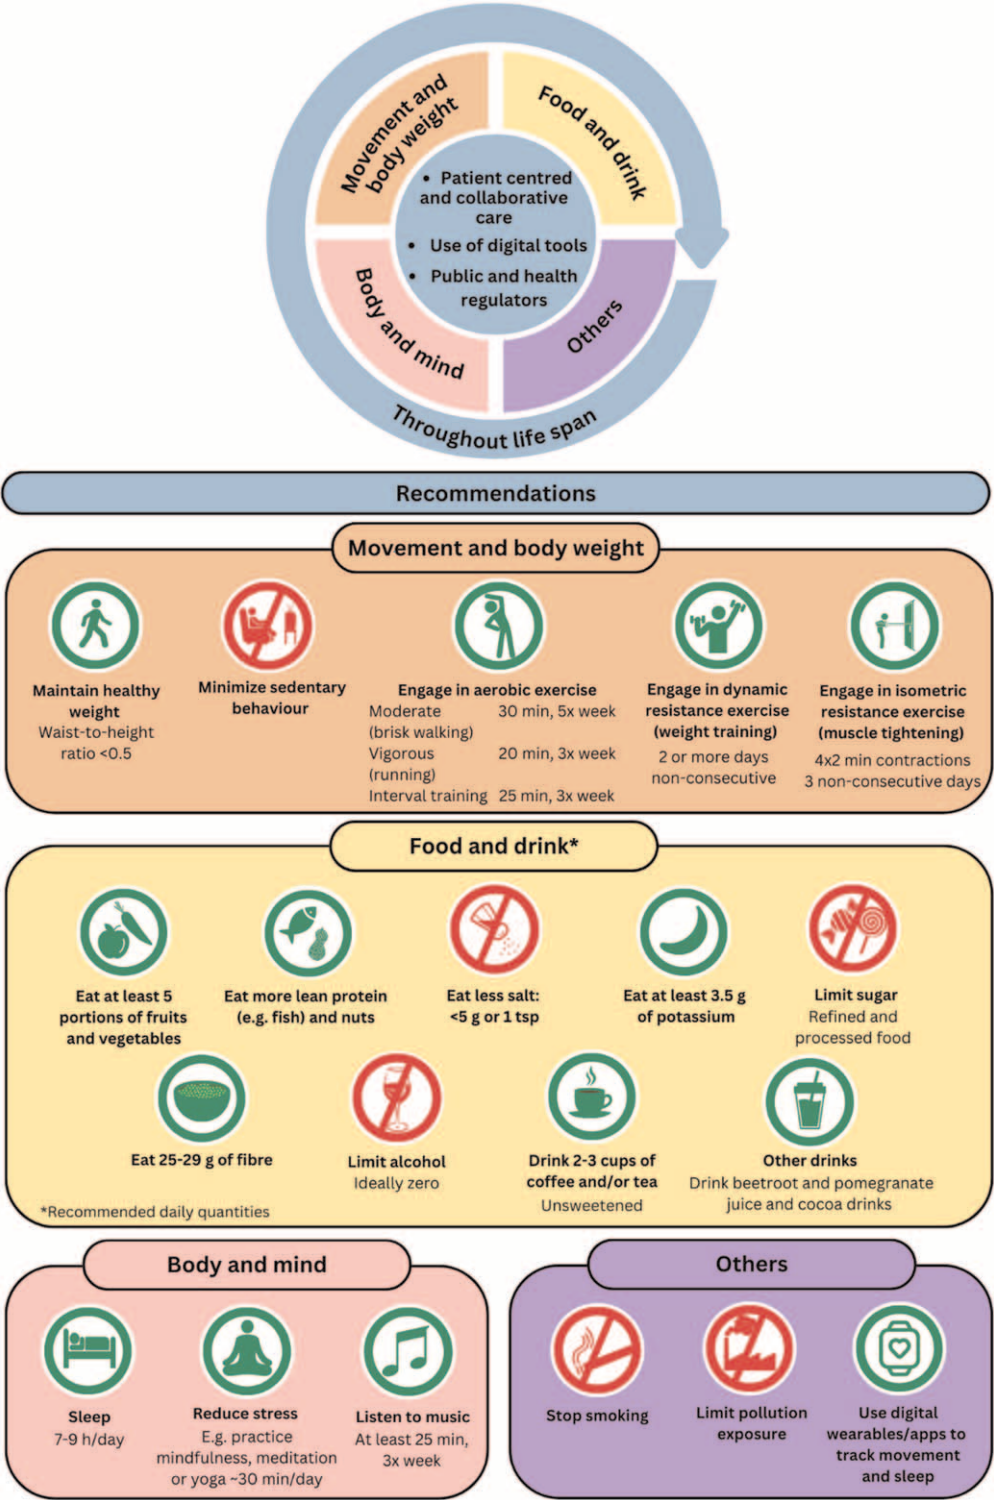 Movement and
body weight
Food and drink
• Patient centred
and collaborative
care
• Use of digital tools
• Public and health
regulators
Body and mind
Others
Throughout life span
Recommendations
Movement and body weight
Maintain healthy
weight
Waist-to-height
ratio <0.5
Minimize sedentary
behaviour
Engage in aerobic exercise
Moderate 30 min, 5x week
(brisk walking)
Vigorous 20 min, 3x week
(running)
Interval training 25 min, 3x week
Engage in dynamic
resistance exercise
(weight training)
2 or more days
non-consecutive
Engage in isometric
resistance exercise
(muscle tightening)
4x2 min contractions
3 non-consecutive days
Food and drink*
Eat at least 5
portions of fruits
and vegetables
Eat more lean protein
(e.g. fish) and nuts
Eat less salt:
<5 g or 1 tsp
Eat at least 3.5 g
of potassium
Limit sugar
Refined and
processed food
Eat 25-29 g of fibre
Limit alcohol
Ideally zero
Drink 2-3 cups of
coffee and/or tea
Unsweetened
Other drinks
Drink beetroot and pomegranate
juice and cocoa drinks
*Recommended daily quantities
Body and mind
Sleep
7-9 h/day
Reduce stress
E.g. practice
mindfulness, meditation
or yoga ~30 min/day
Listen to music
At least 25 min,
3x week
Others
Stop smoking
Limit pollution
exposure
Use digital
wearables/apps to
track movement
and sleep